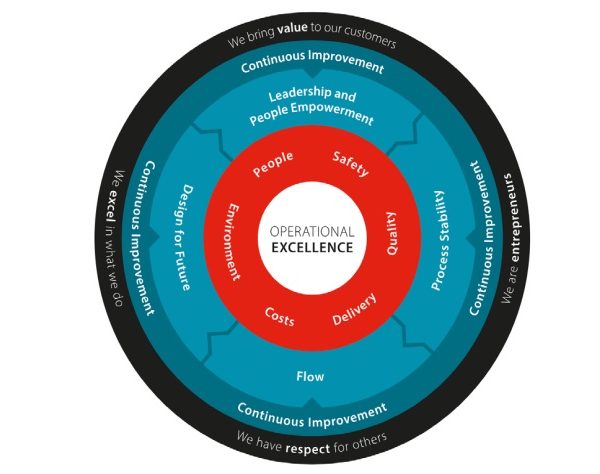 We bring value to our customers
Continuous Improvement
Leadership and
People Empowerment
People
Safety
We excel in what we do
Continuous Improvement
Design for Future
Environment
OPERATIONAL
EXCELLENCE
Quality
Process Stability
Continuous Improvement
We are entrepreneurs
Costs
Delivery
Flow
Continuous Improvement
We have respect for others